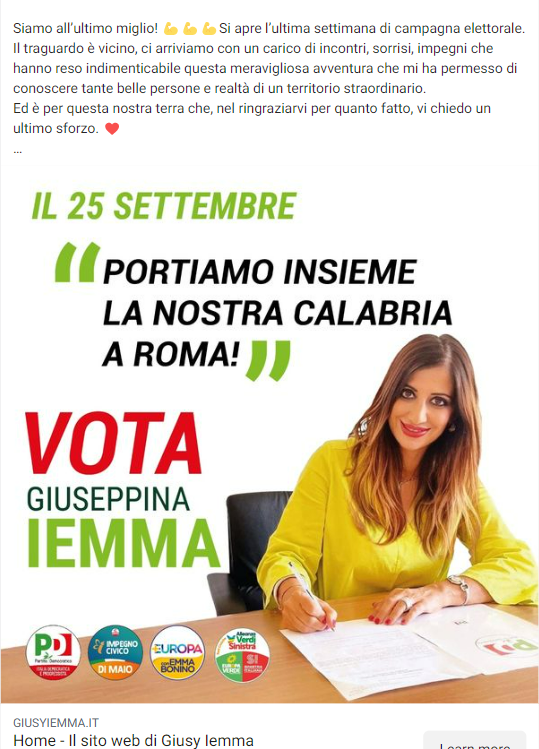 Siamo all'ultimo miglio! 💪 💪 💪 Si apre l'ultima settimana di campagna elettorale.
Il traguardo è vicino, ci arriviamo con un carico di incontri, sorrisi, impegni che
hanno reso indimenticabile questa meravigliosa avventura che mi ha permesso di
conoscere tante belle persone e realtà di un territorio straordinario.
Ed è per questa nostra terra che, nel ringraziarvi per quanto fatto, vi chiedo un
ultimo sforzo. ❤️
...
IL 25 SETTEMBRE
"PORTIAMO INSIEME
LA NOSTRA CALABRIA
A ROMA!"
VOTA
GIUSEPPINA
IEMMA
PD
Partito Democratico
ITALIA DEMOCRATICA
E PROGRESSISTA
IMPEGNO
CIVICO
DI MAIO
+EUROPA
CON EMMA
BONINO
Alleanza
Verdi
Sinistra
EUROPA
VERDE
SI
SINISTRA ITALIANA
GIUSYIEMMA.IT
Home - Il sito web di Giusy Iemma
Learn more